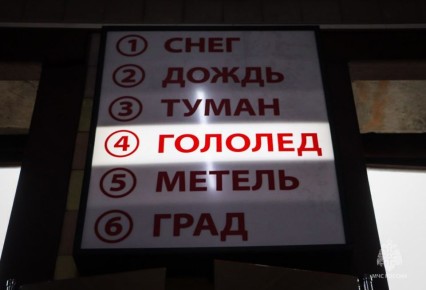 ① СНЕГ
② ДОЖДЬ
③ ТУМАН
④ ГОЛОЛЕД
⑤ МЕТЕЛЬ
⑥ ГРАД